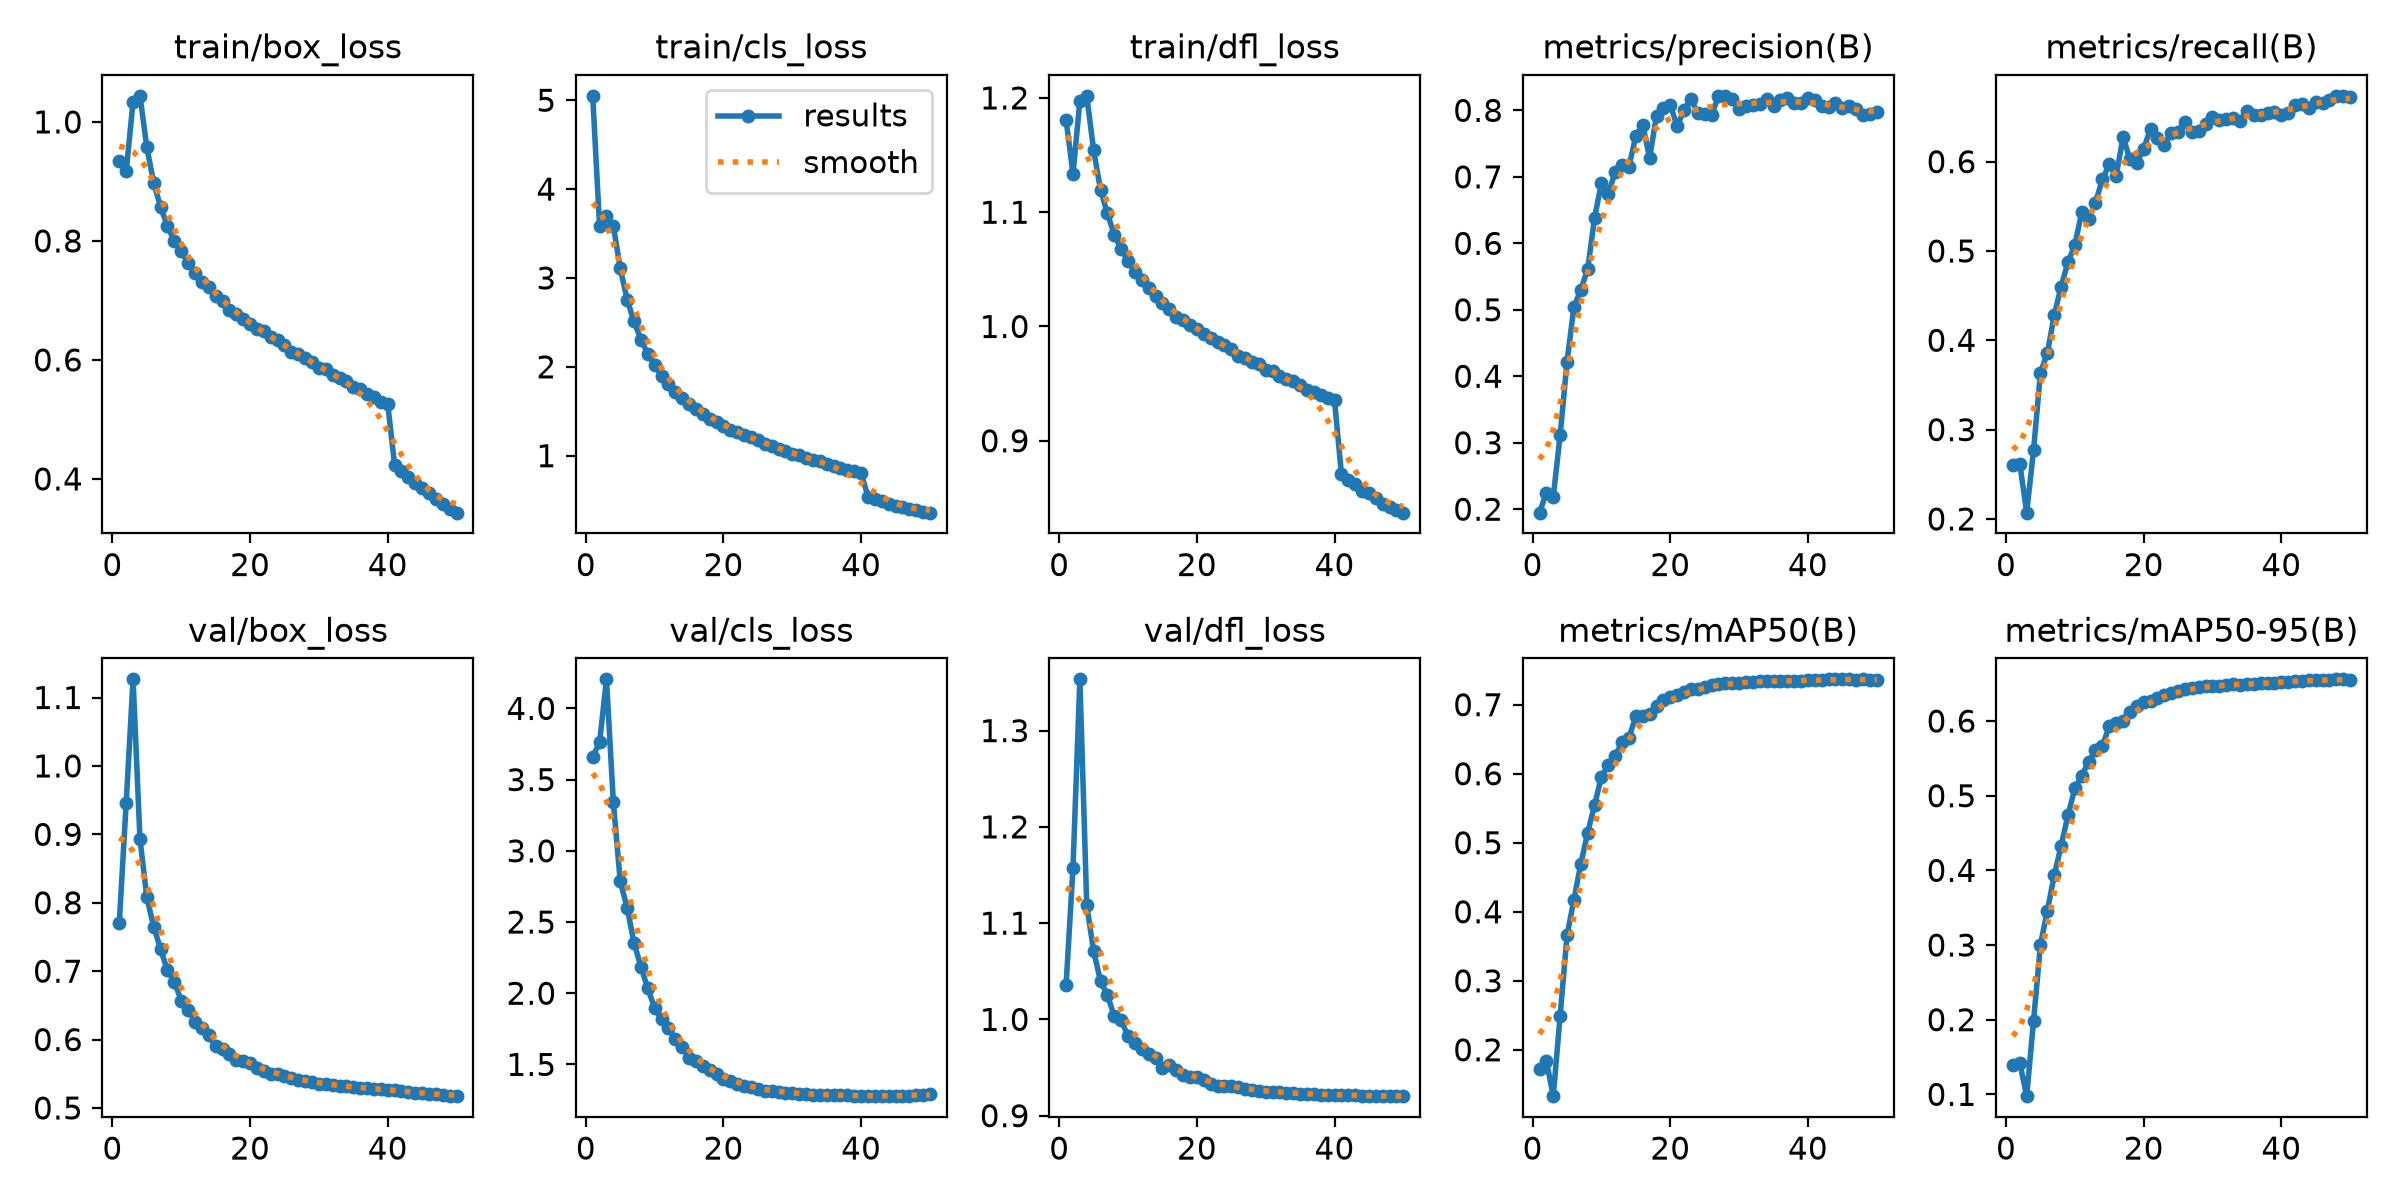 train/box_loss
1.0
0.8
0.6
0.4
0 20 40
train/cls_loss
results
smooth
5
4
3
2
1
0 20 40
train/dfl_loss
1.2
1.1
1.0
0.9
0 20 40
metrics/precision(B)
0.8
0.7
0.6
0.5
0.4
0.3
0.2
0 20 40
metrics/recall(B)
0.6
0.5
0.4
0.3
0.2
0 20 40
val/box_loss
1.1
1.0
0.9
0.8
0.7
0.6
0.5
0 20 40
val/cls_loss
4.0
3.5
3.0
2.5
2.0
1.5
0 20 40
val/dfl_loss
1.3
1.2
1.1
1.0
0.9
0 20 40
metrics/mAP50(B)
0.7
0.6
0.5
0.4
0.3
0.2
0 20 40
metrics/mAP50-95(B)
0.6
0.5
0.4
0.3
0.2
0.1
0 20 40